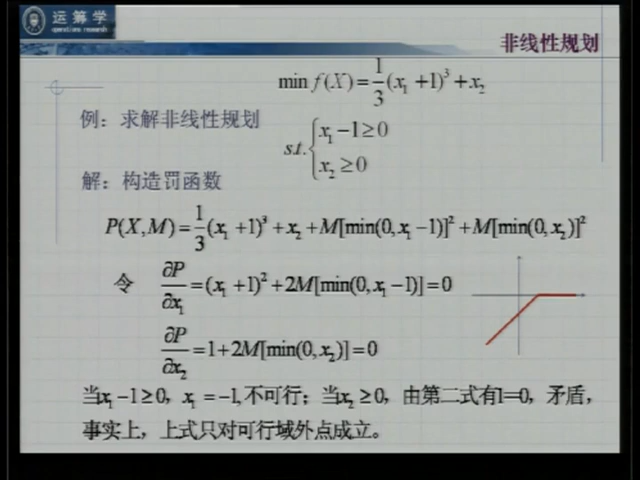 运筹学
operations research
非线性规划
min f(X)=1/3(x₁+1)³+x₂
例：求解非线性规划
s.t.{x₁-1≥0
x₂≥0
解：构造罚函数
P(X,M)=1/3(x₁+1)³+x₂+M[min(0,x₁-1)]²+M[min(0,x₂)]²
令 ∂P/∂x₁=(x₁+1)²+2M[min(0,x₁-1)]=0
∂P/∂x₂=1+2M[min(0,x₂)]=0
当x₁-1≥0，x₁=-1,不可行；当x₂≥0，由第二式有1=0，矛盾，
事实上，上式只对可行域外点成立。